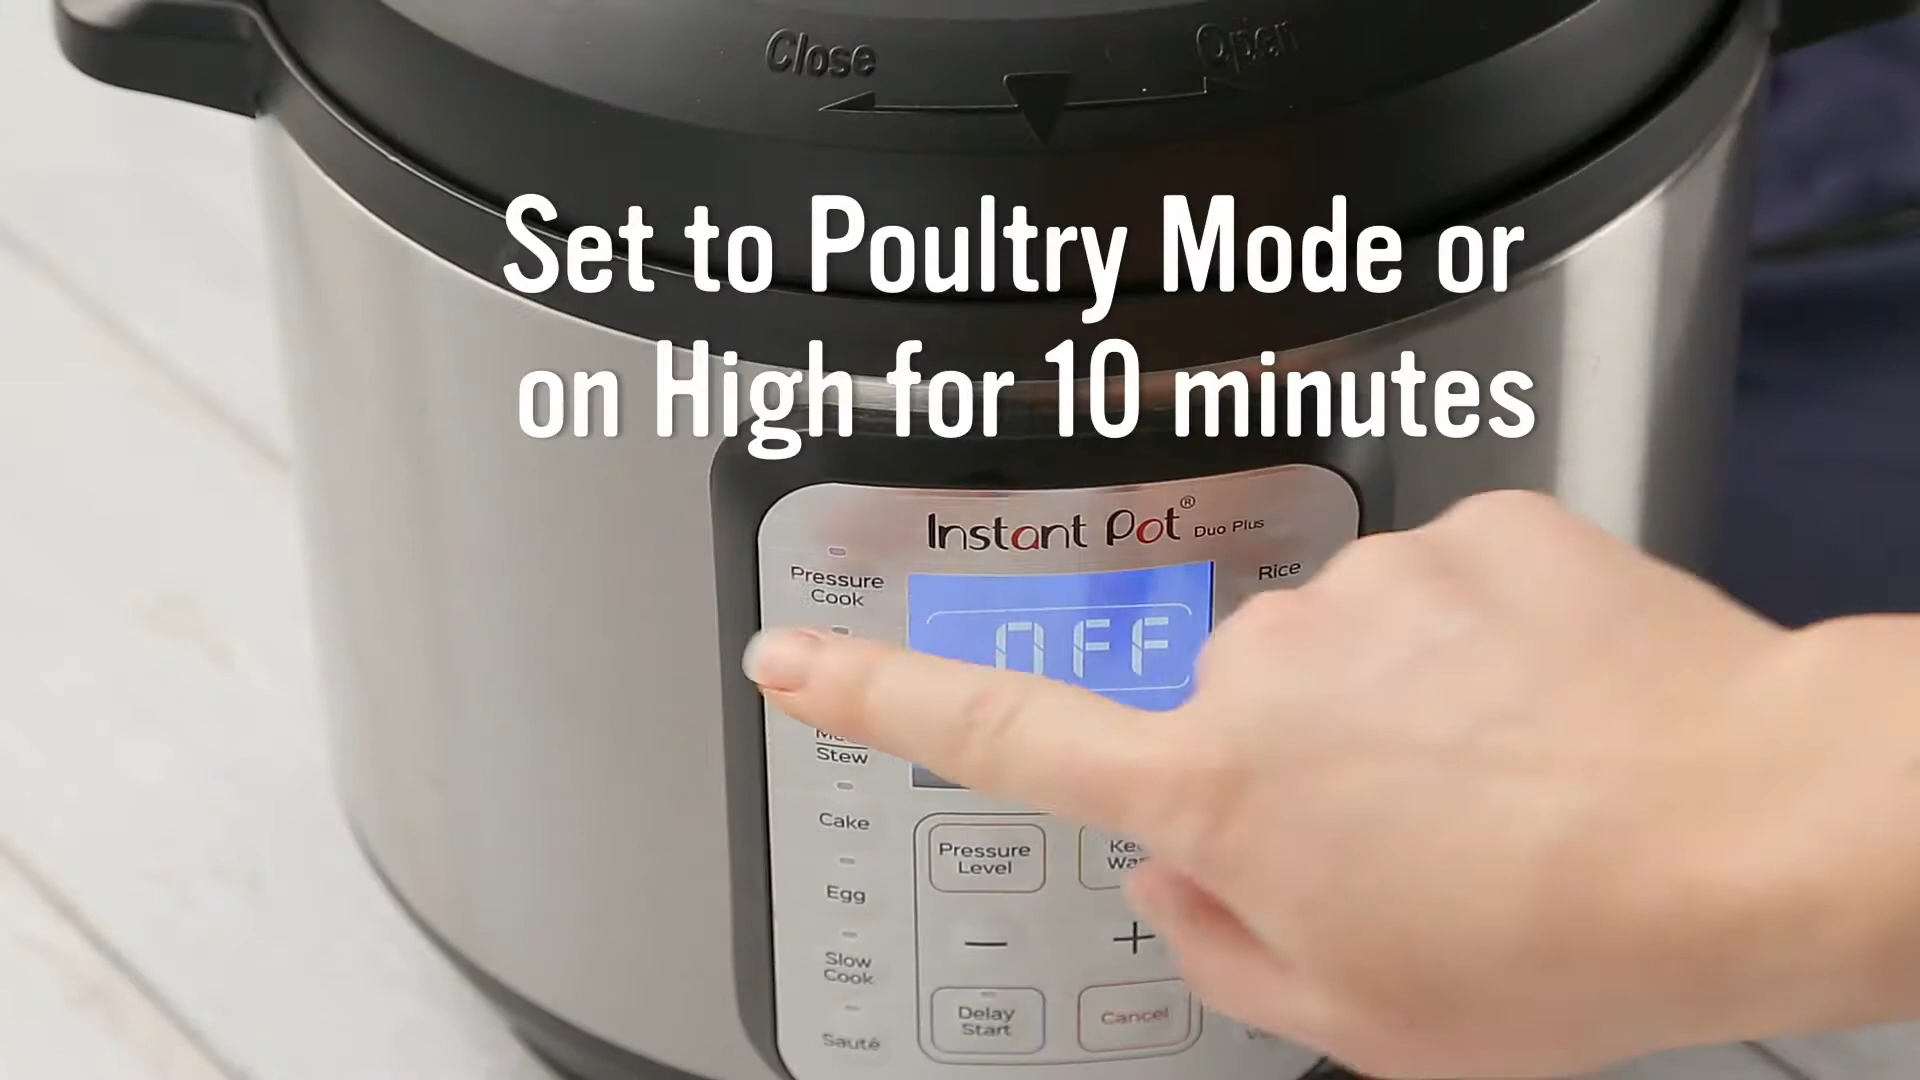 Close
Open
Set to Poultry Mode or
on High for 10 minutes
Instant Pot® Duo Plus
Pressure
Cook
OFF
Rice
Stew
Cake
Egg
Slow
Cook
Sauté
Pressure
Level
Delay
Start
Cancel